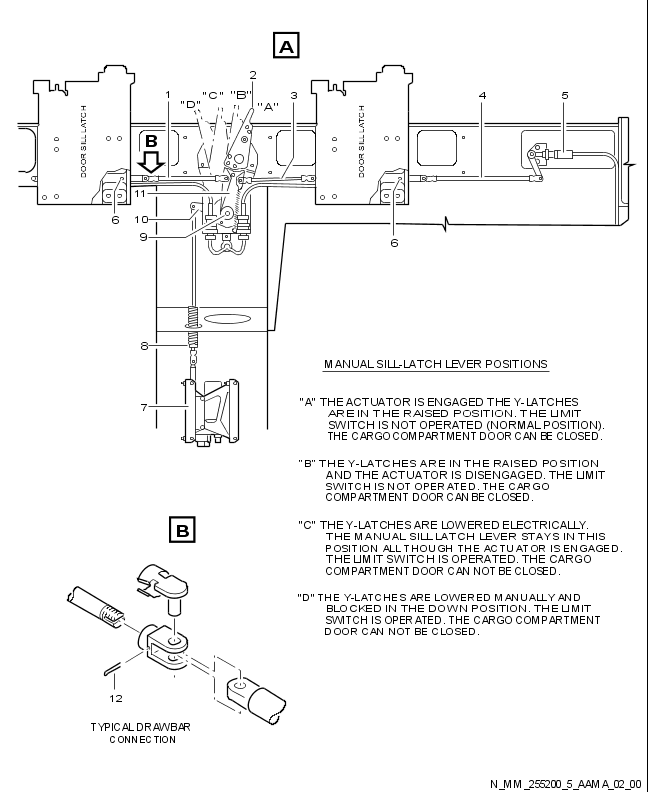 A
2
"C" "B"
1
"D"
"A"
3
4
5
DOOR SILL LATCH
DOOR SILL LATCH
B
11
6
10
9
6
8
7
MANUAL SILL-LATCH LEVER POSITIONS
"A" THE ACTUATOR IS ENGAGED THE Y-LATCHES
ARE IN THE RAISED POSITION. THE LIMIT
SWITCH IS NOT OPERATED (NORMAL POSITION).
THE CARGO COMPARTMENT DOOR CAN BE CLOSED.
"B" THE Y-LATCHES ARE IN THE RAISED POSITION
AND THE ACTUATOR IS DISENGAGED. THE LIMIT
SWITCH IS NOT OPERATED. THE CARGO
COMPARTMENT DOOR CAN BE CLOSED.
"C" THE Y-LATCHES ARE LOWERED ELECTRICALLY.
THE MANUAL SILL LATCH LEVER STAYS IN THIS
POSITION ALL THOUGH THE ACTUATOR IS ENGAGED.
THE LIMIT SWITCH IS OPERATED. THE CARGO
COMPARTMENT DOOR CAN NOT BE CLOSED.
"D" THE Y-LATCHES ARE LOWERED MANUALLY AND
BLOCKED IN THE DOWN POSITION. THE LIMIT
SWITCH IS OPERATED. THE CARGO COMPARTMENT
DOOR CAN NOT BE CLOSED.
B
12
TYPICAL DRAWBAR
CONNECTION
N_MM_255200_5_AAMA_02_00